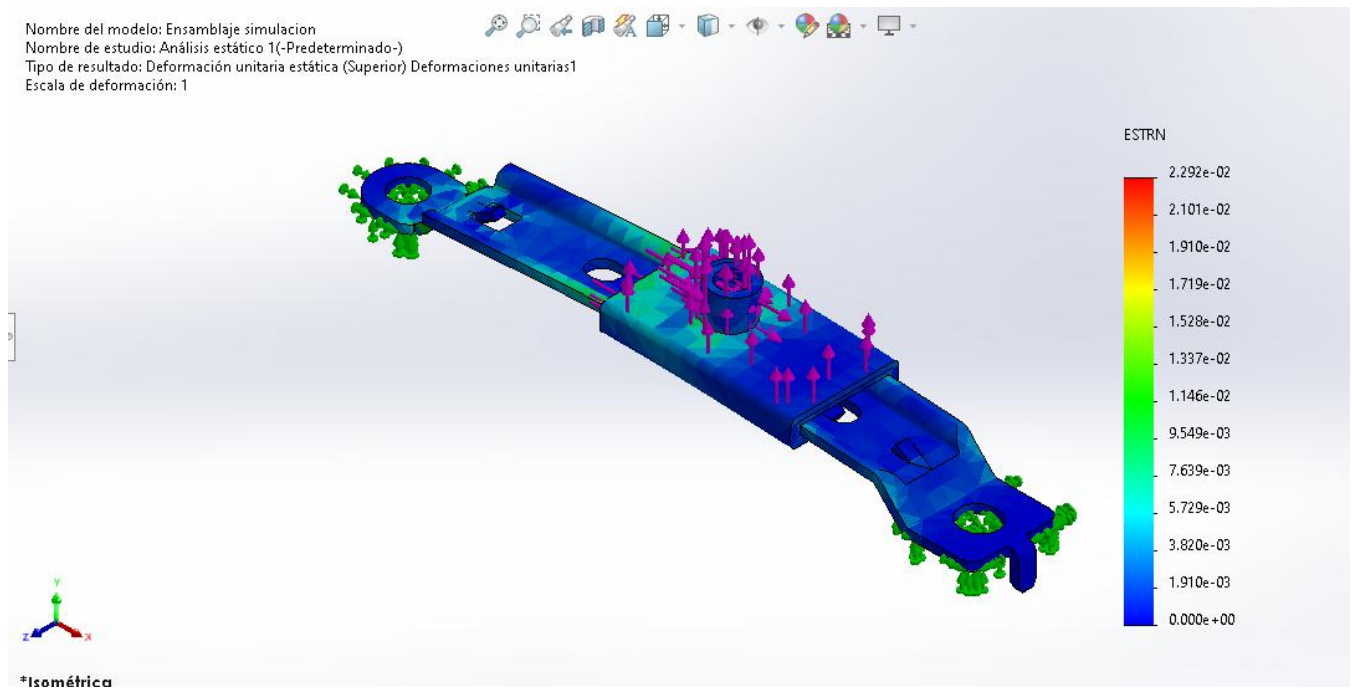 Nombre del modelo: Ensamblaje simulacion
Nombre de estudio: Análisis estático 1(-Predeterminado-)
Tipo de resultado: Deformación unitaria estática (Superior) Deformaciones unitarias1
Escala de deformación: 1
ESTRN
2.292e-02
2.101e-02
1.910e-02
1.719e-02
1.528e-02
1.337e-02
1.146e-02
9.549e-03
7.639e-03
5.729e-03
3.820e-03
1.910e-03
0.000e+00
Y
Z
X
*Isométrica